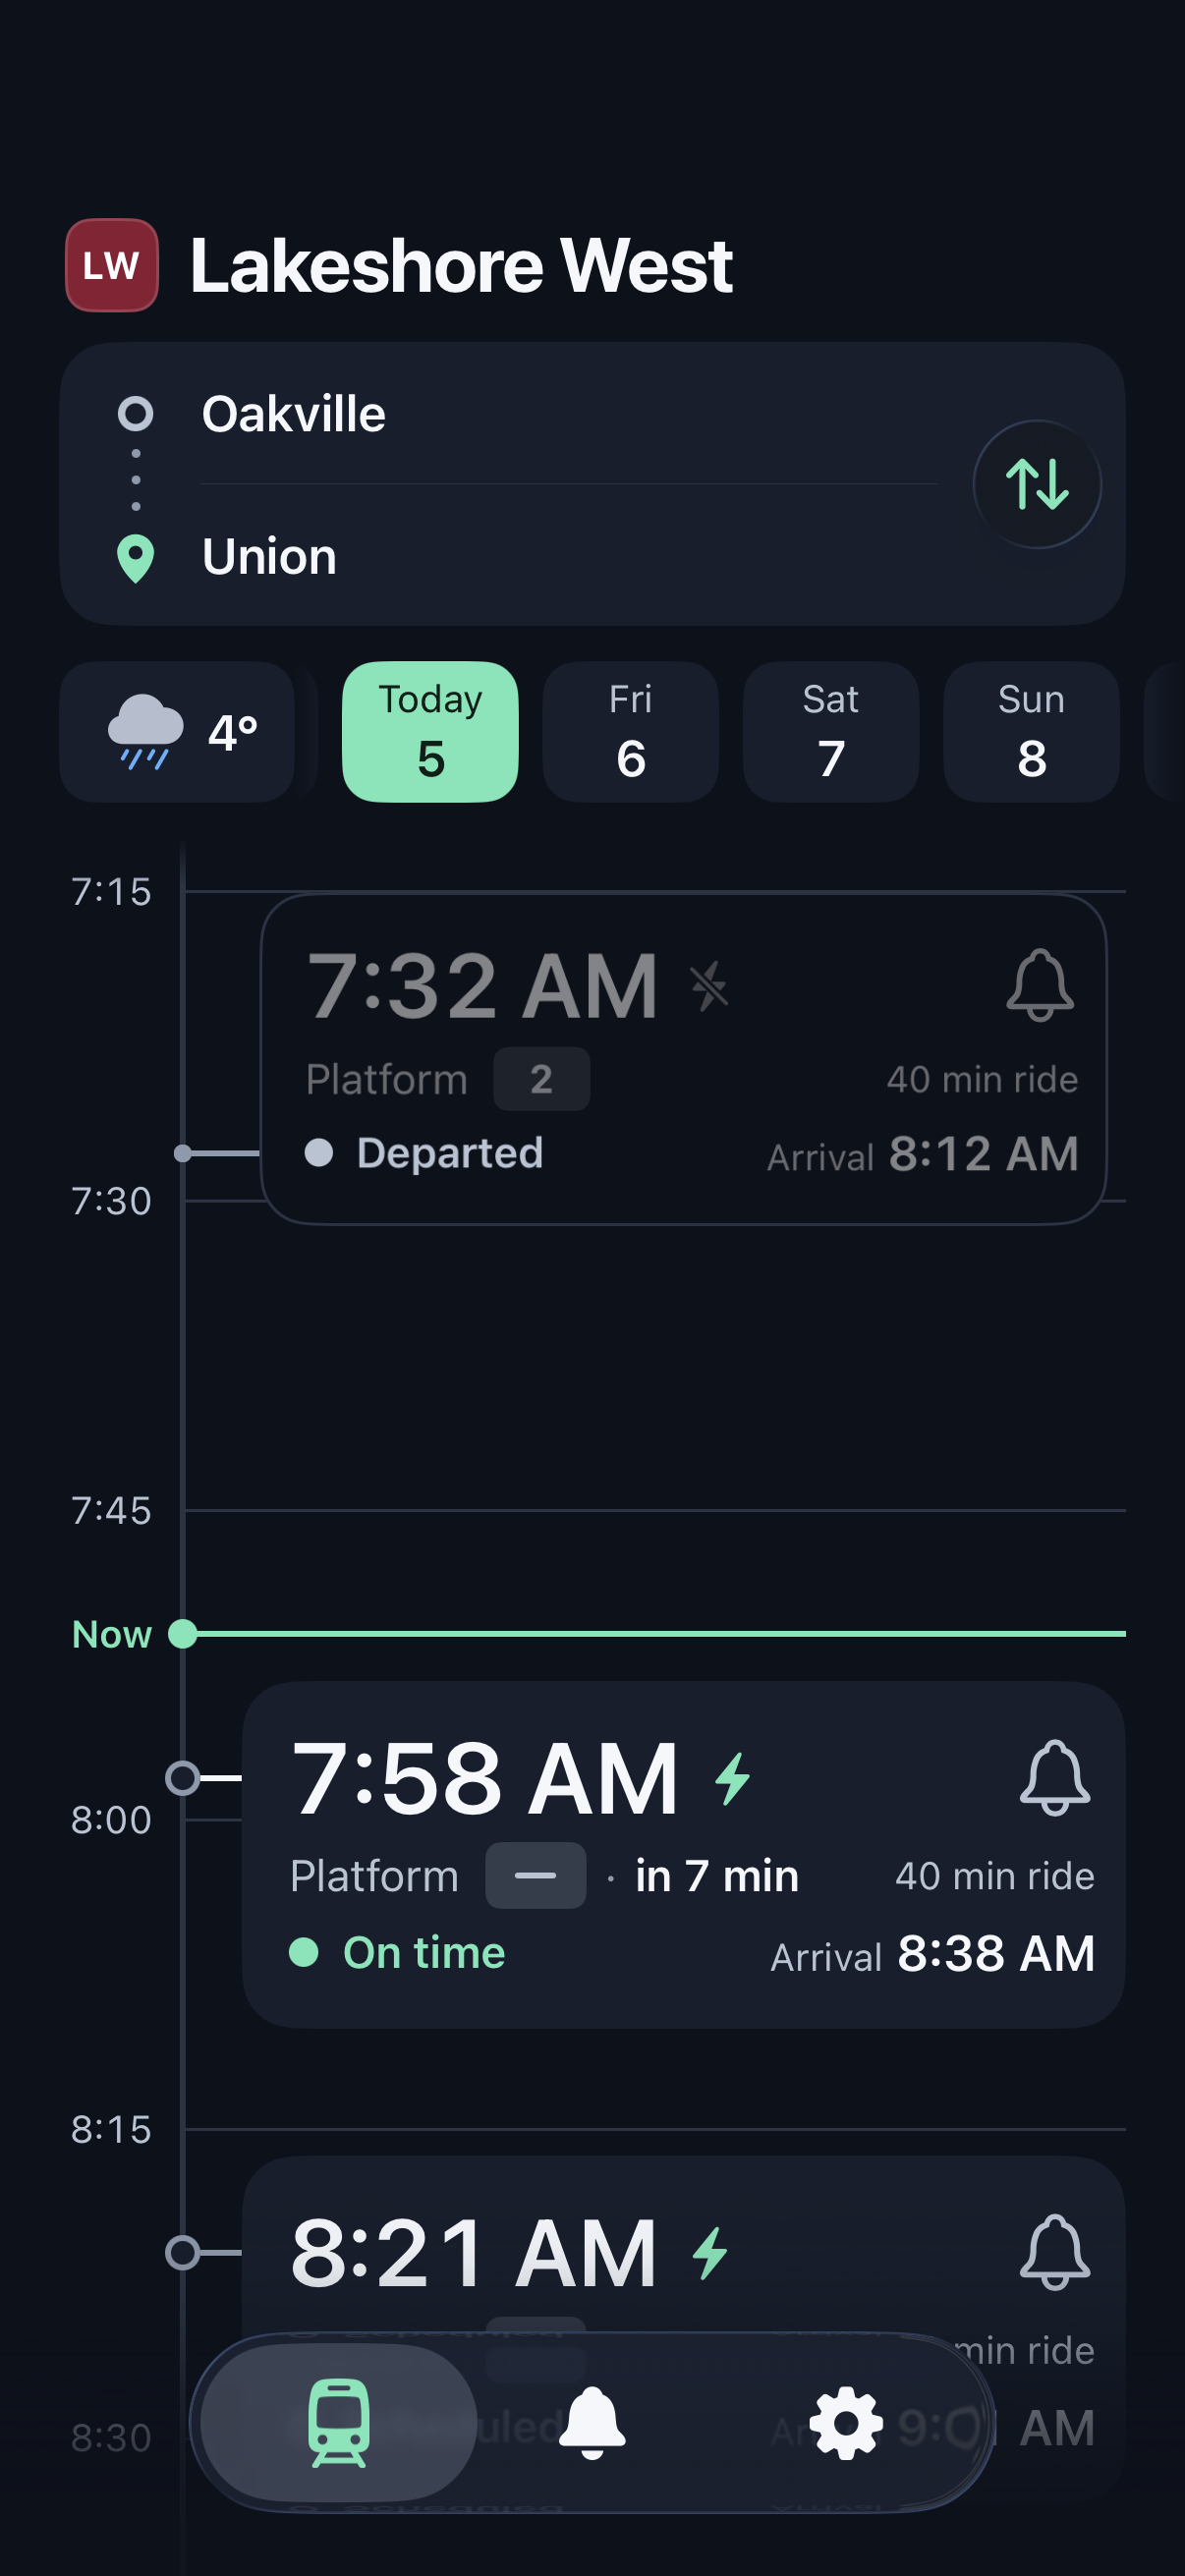 LW Lakeshore West
Oakville
Union
4°
Today
5
Fri
6
Sat
7
Sun
8
7:15
7:32 AM
Platform 2
40 min ride
Departed
Arrival 8:12 AM
7:30
7:45
Now
7:58 AM
8:00
Platform — · in 7 min
40 min ride
On time
Arrival 8:38 AM
8:15
8:21 AM
min ride
8:30
AM